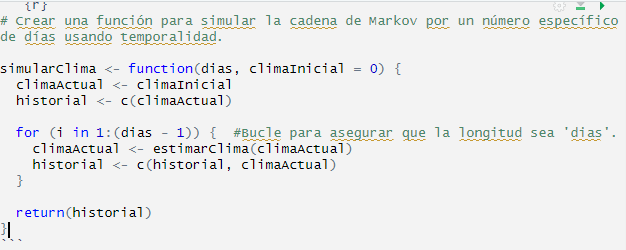 {r}
# Crear una función para simular la cadena de Markov por un número específico
de días usando temporalidad.
simularClima <- function(dias, climaInicial = 0) {
climaActual <- climaInicial
historial <- c(climaActual)
for (i in 1:(dias - 1)) {  #Bucle para asegurar que la longitud sea 'dias'.
climaActual <- estimarClima(climaActual)
historial <- c(historial, climaActual)
}
return(historial)
}
```